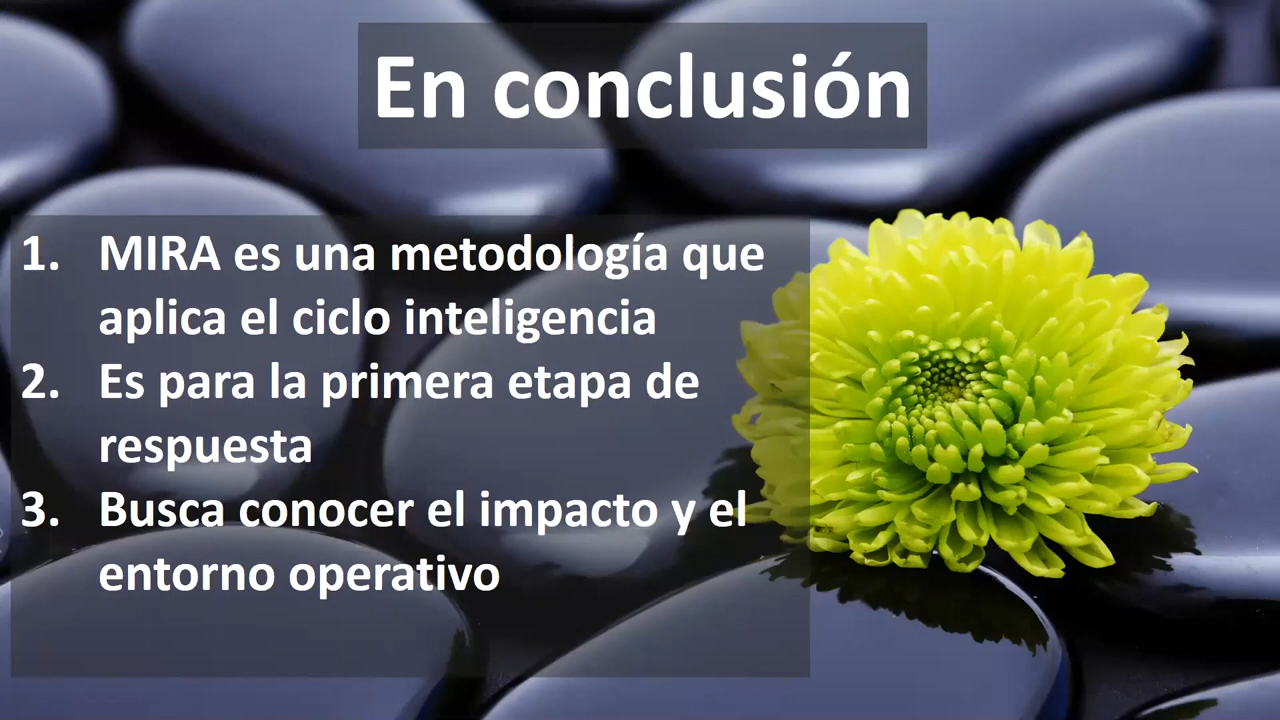 En conclusión
1. MIRA es una metodología que
aplica el ciclo inteligencia
2. Es para la primera etapa de
respuesta
3. Busca conocer el impacto y el
entorno operativo